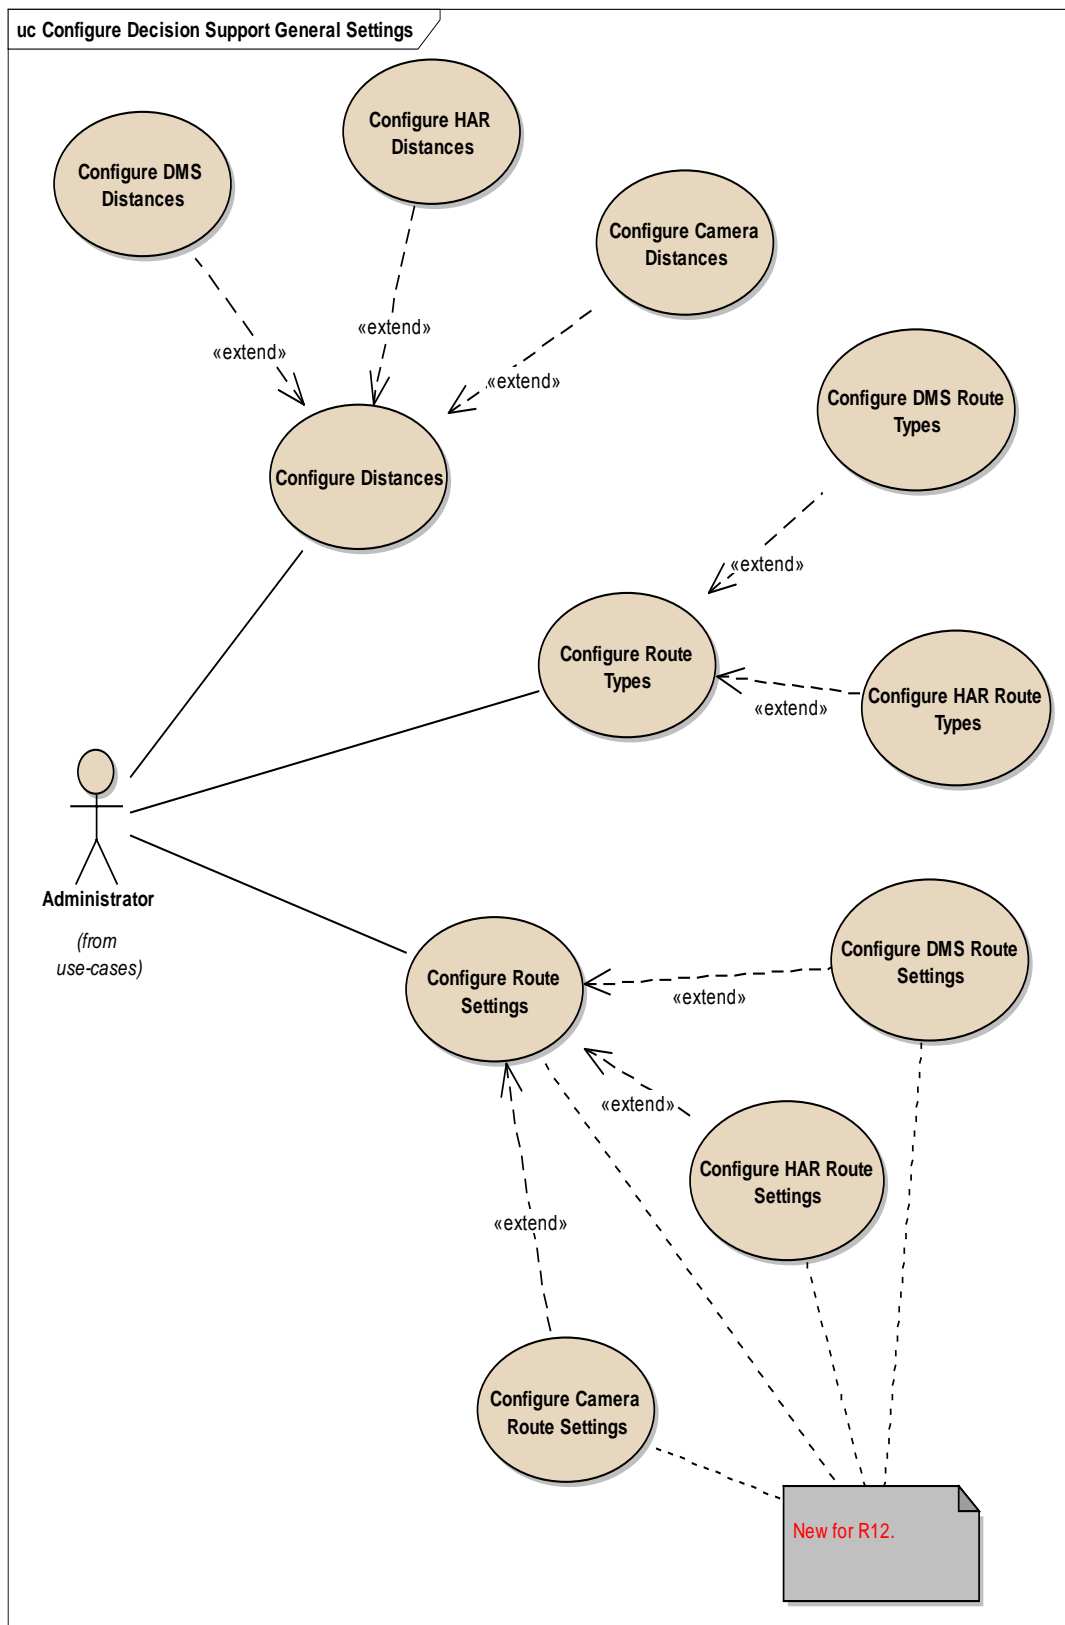 uc Configure Decision Support General Settings
Configure HAR
Distances
Configure DMS
Distances
Configure Camera
Distances
«extend»
«extend»
«extend»
Configure DMS Route
Types
Configure Distances
«extend»
Configure Route
Types
Configure HAR Route
Types
«extend»
Administrator
(from
use-cases)
Configure DMS Route
Settings
Configure Route
Settings
«extend»
«extend»
Configure HAR Route
Settings
«extend»
Configure Camera
Route Settings
New for R12.